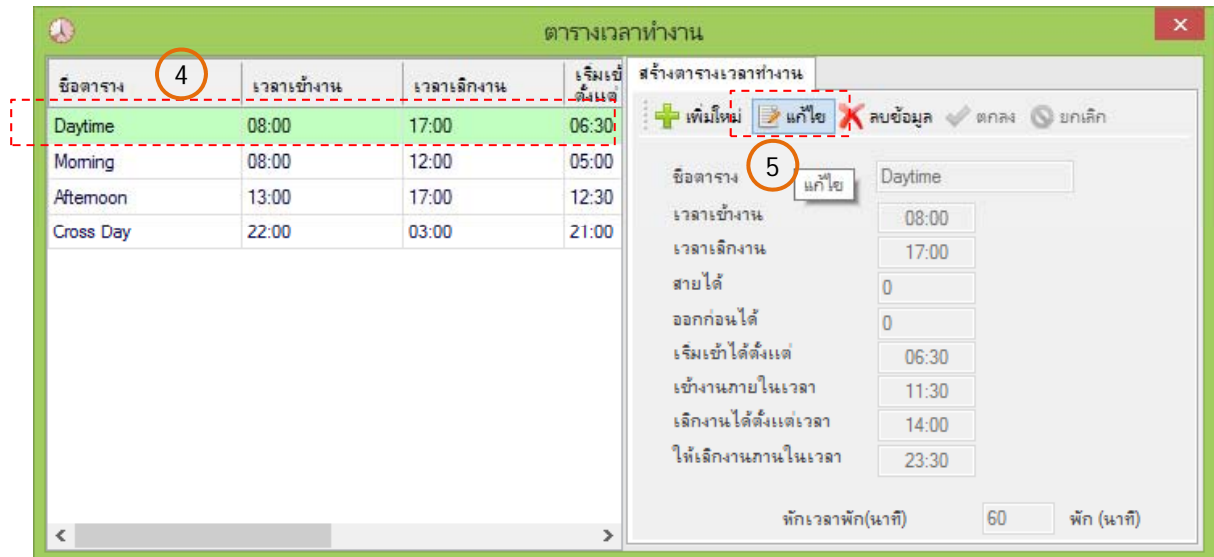 ตารางเวลาทำงาน
×
ชื่อตาราง
4
เวลาเข้างาน
เวลาเลิกงาน
เริ่มเข้
ตั้งแต่
Daytime 08:00 17:00 06:30
Morning 08:00 12:00 05:00
Afternoon 13:00 17:00 12:30
Cross Day 22:00 03:00 21:00
สร้างตารางเวลาทำงาน
เพิ่มใหม่ แก้ไข ลบข้อมูล ตกลง ยกเลิก
5
แก้ไข
ชื่อตาราง Daytime
เวลาเข้างาน 08:00
เวลาเลิกงาน 17:00
สายได้ 0
ออกก่อนได้ 0
เริ่มเข้าได้ตั้งแต่ 06:30
เข้างานภายในเวลา 11:30
เลิกงานได้ตั้งแต่เวลา 14:00
ให้เลิกงานภานในเวลา 23:30
หักเวลาพัก(นาที) 60 พัก (นาที)